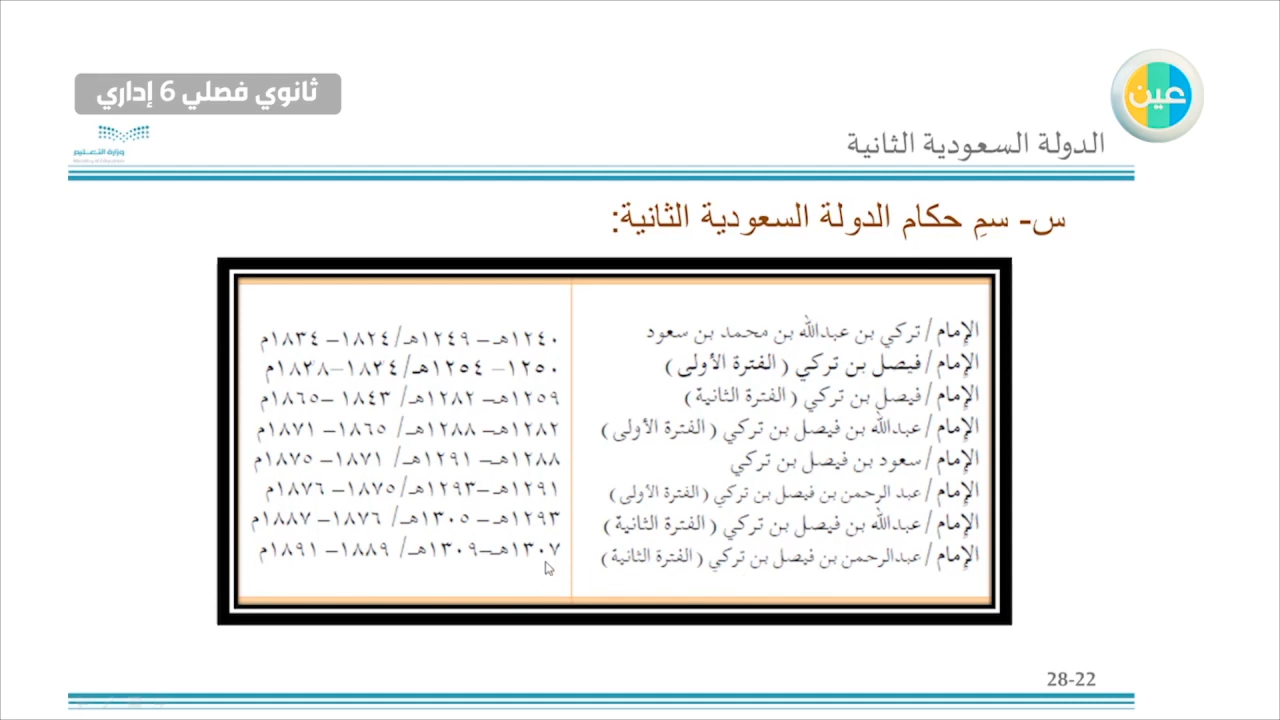 ثانوي فصلي 6 إداري
عين
وزارة التعليم
Ministry of Education
الدولة السعودية الثانية
س- سمِ حكام الدولة السعودية الثانية:
الإمام / تركي بن عبدالله بن محمد بن سعود ١٢٤٠هـ – ١٢٤٩هـ/ ١٨٢٤– ١٨٣٤م
الإمام / فيصل بن تركي ( الفترة الأولى ) ١٢٥٠– ١٢٥٤هـ/ ١٨٣٤–١٨٣٨م
الإمام / فيصل بن تركي ( الفترة الثانية ) ١٢٥٩هـ– ١٢٨٢هـ/ ١٨٤٣ –١٨٦٥م
الإمام / عبدالله بن فيصل بن تركي ( الفترة الأولى ) ١٢٨٢هـ– ١٢٨٨هـ/ ١٨٦٥– ١٨٧١م
الإمام / سعود بن فيصل بن تركي ١٢٨٨هـ– ١٢٩١هـ/ ١٨٧١– ١٨٧٥م
الإمام / عبد الرحمن بن فيصل بن تركي (الفترة الأولى ) ١٢٩١هـ–١٢٩٣هـ/ ١٨٧٥– ١٨٧٦م
الإمام / عبدالله بن فيصل بن تركي ( الفترة الثانية ) ١٢٩٣هـ– ١٣٠٥هـ/ ١٨٧٦– ١٨٨٧م
الإمام / عبدالرحمن بن فيصل بن تركي ( الفترة الثانية ) ١٣٠٧هـ–١٣٠٩هـ/ ١٨٨٩– ١٨٩١م
28-22